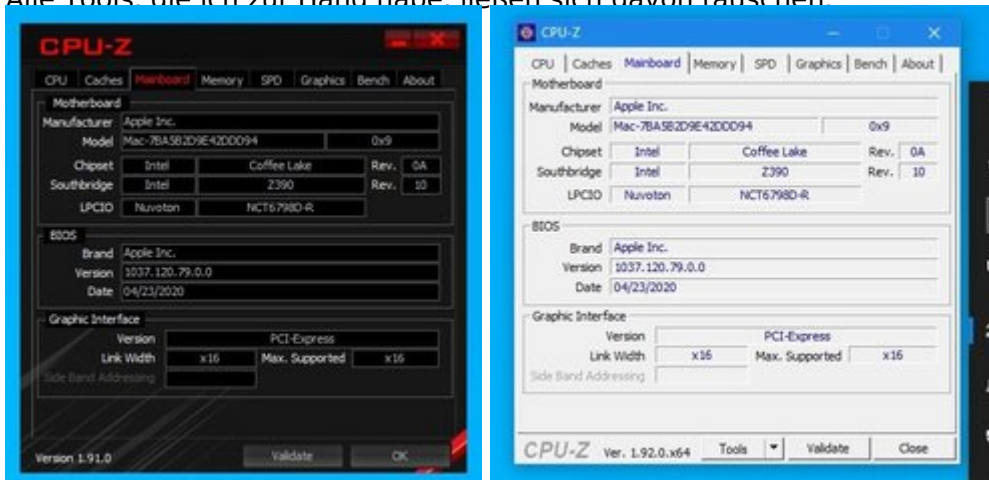 Alle Tools, die ich zur Hand habe, ließen sich davon täuschen.
CPU-Z
CPU Caches Mainboard Memory SPD Graphics Bench About
Motherboard
Manufacturer Apple Inc.
Model Mac-7BA5B2D9E42DDD94 0x9
Chipset Intel Coffee Lake Rev. 0A
Southbridge Intel Z390 Rev. 10
LPCIO Nuvoton NCT6798D-R
BIOS
Brand Apple Inc.
Version 1037.120.79.0.0
Date 04/23/2020
Graphic Interface
Version PCI-Express
Link Width x16 Max. Supported x16
Side Band Addressing
Version 1.91.0 Validate OK
CPU-Z
CPU Caches Mainboard Memory SPD Graphics Bench About
Motherboard
Manufacturer Apple Inc.
Model Mac-7BA5B2D9E42DDD94 0x9
Chipset Intel Coffee Lake Rev. 0A
Southbridge Intel Z390 Rev. 10
LPCIO Nuvoton NCT6798D-R
BIOS
Brand Apple Inc.
Version 1037.120.79.0.0
Date 04/23/2020
Graphic Interface
Version PCI-Express
Link Width x16 Max. Supported x16
Side Band Addressing
CPU-Z Ver. 1.92.0.x64 Tools Validate Close